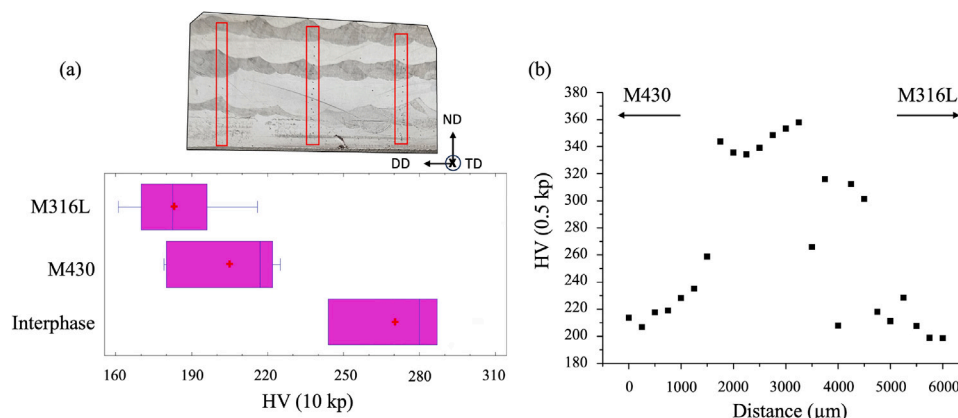 (a)
ND
DD
TD
M316L
M430
Interphase
160 190 220 250 280 310
HV (10 kp)
(b)
M430
M316L
HV (0.5 kp)
380
360
340
320
300
280
260
240
220
200
180
0 1000 2000 3000 4000 5000 6000
Distance (µm)